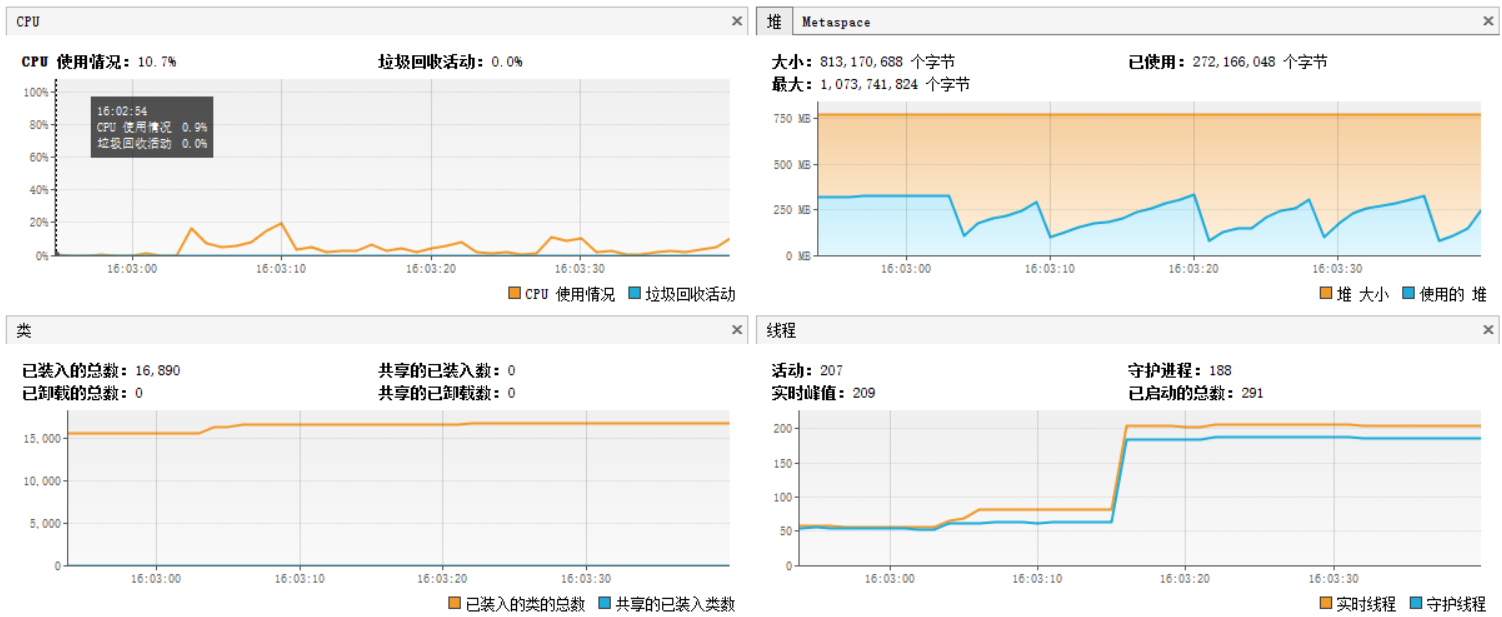 CPU
CPU 使用情况： 10.7% 垃圾回收活动： 0.0%
100%
80%
60%
40%
20%
0%
16:02:54
CPU 使用情况 0.9%
垃圾回收活动 0.0%
16:03:00 16:03:10 16:03:20 16:03:30
CPU 使用情况 垃圾回收活动
堆 Metaspace
大小： 813,170,688 个字节 已使用： 272,166,048 个字节
最大： 1,073,741,824 个字节
750 MB
500 MB
250 MB
0 MB
16:03:00 16:03:10 16:03:20 16:03:30
堆 大小 使用的 堆
类
已装入的总数： 16,890 共享的已装入数： 0
已卸载的总数： 0 共享的已卸载数： 0
15,000
10,000
5,000
0
16:03:00 16:03:10 16:03:20 16:03:30
已装入的类的总数 共享的已装入类数
线程
活动： 207 守护进程： 188
实时峰值： 209 已启动的总数： 291
200
150
100
50
0
16:03:00 16:03:10 16:03:20 16:03:30
实时线程 守护线程